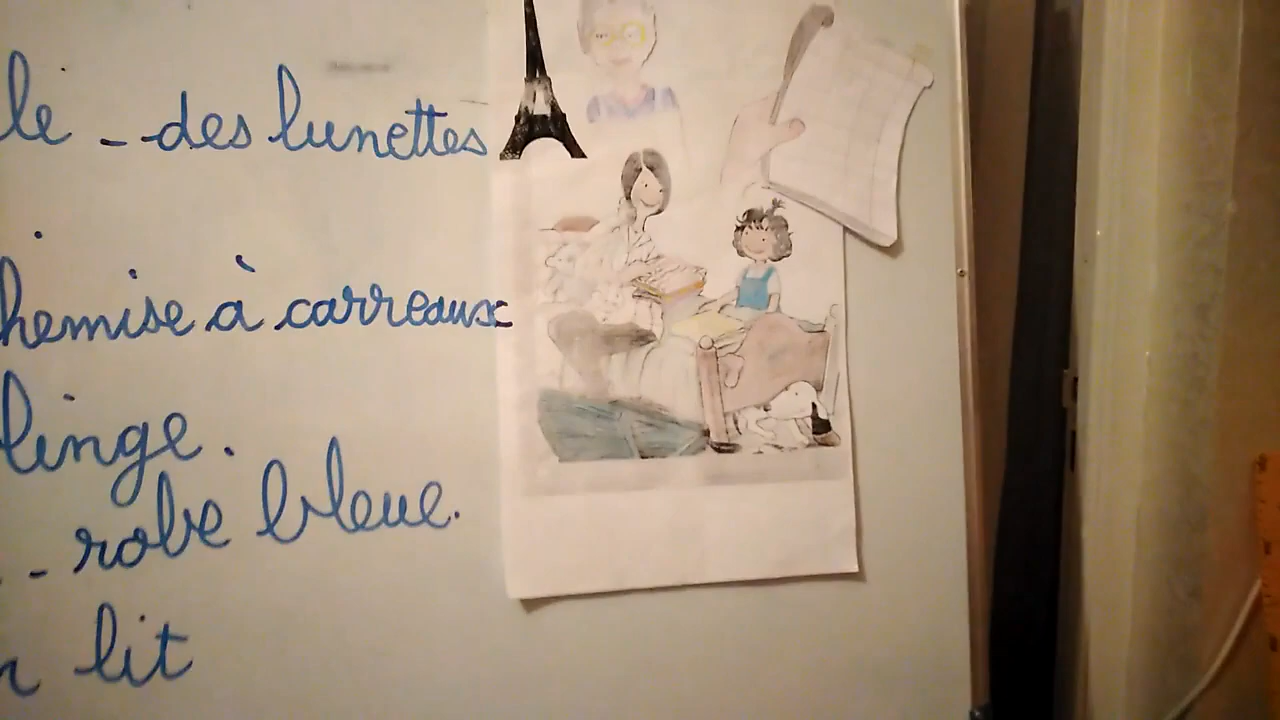 le - - des lunettes
hemise à carreaux
linge.
- robe bleue.
lit